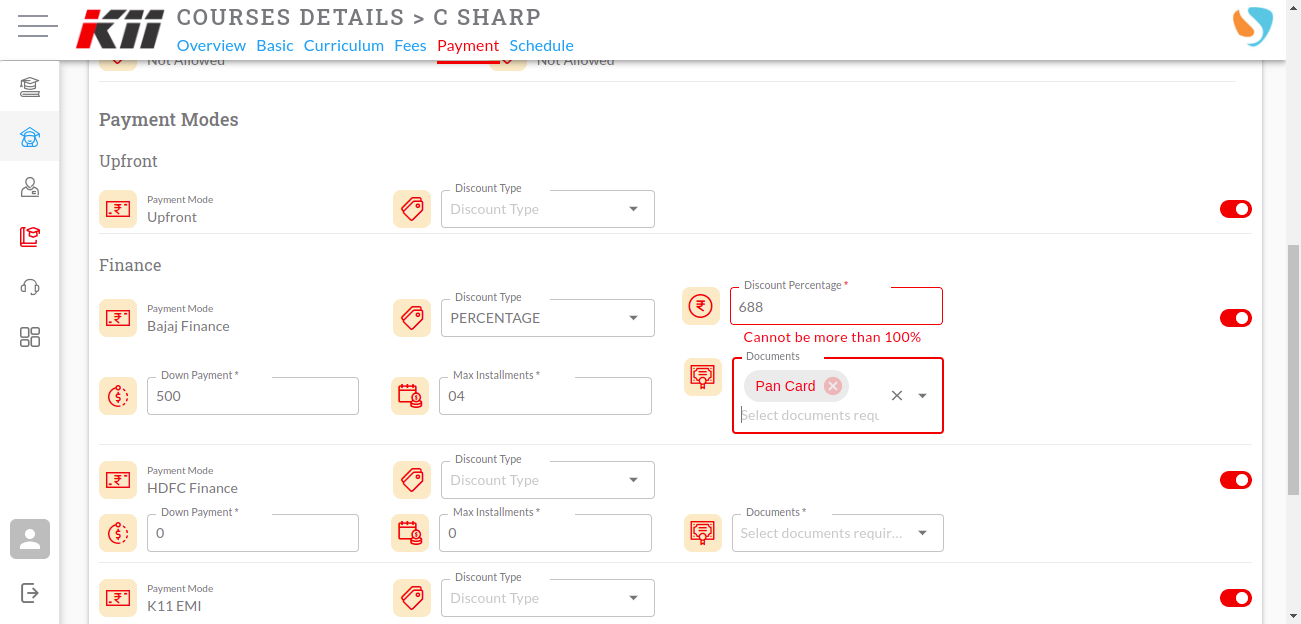 K11
COURSES DETAILS > C SHARP
Overview Basic Curriculum Fees Payment Schedule
Not Allowed Not Allowed
Payment Modes
Upfront
Payment Mode
Upfront
Discount Type
Discount Type
Finance
Payment Mode
Bajaj Finance
Discount Type
PERCENTAGE
Discount Percentage *
688
Cannot be more than 100%
Down Payment *
500
Max Installments *
04
Documents
Pan Card
Select documents requ
Payment Mode
HDFC Finance
Discount Type
Discount Type
Down Payment *
0
Max Installments *
0
Documents *
Select documents requir...
Payment Mode
K11 EMI
Discount Type
Discount Type